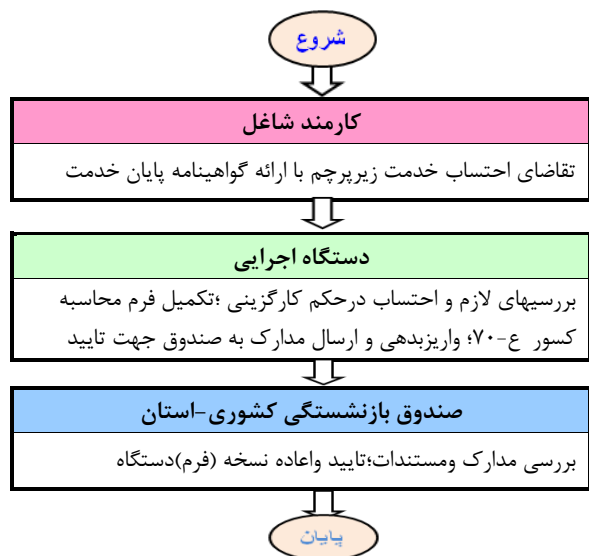 شروع
کارمند شاغل
تقاضای احتساب خدمت زیرپرچم با ارائه گواهینامه پایان خدمت
دستگاه اجرایی
بررسیهای لازم و احتساب درحکم کارگزینی ؛تکمیل فرم محاسبه
کسور ع-۷۰؛ واریزبدهی و ارسال مدارک به صندوق جهت تایید
صندوق بازنشستگی کشوری-استان
بررسی مدارک ومستندات؛تایید واعاده نسخه (فرم)دستگاه
پایان